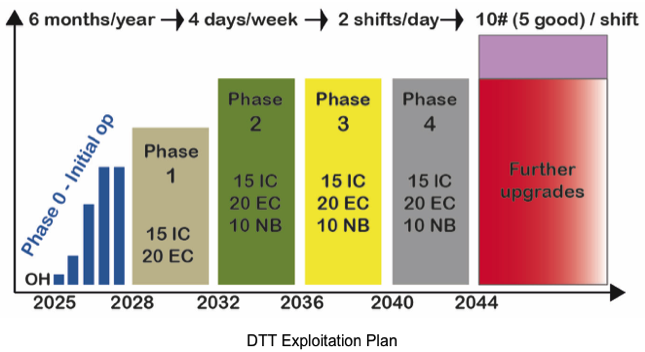 6 months/year → 4 days/week → 2 shifts/day → 10# (5 good) / shift
Phase 0 - Initial op
OH
Phase
1
15 IC
20 EC
Phase
2
15 IC
20 EC
10 NB
Phase
3
15 IC
20 EC
10 NB
Phase
4
15 IC
20 EC
10 NB
Further
upgrades
2025 2028 2032 2036 2040 2044
DTT Exploitation Plan